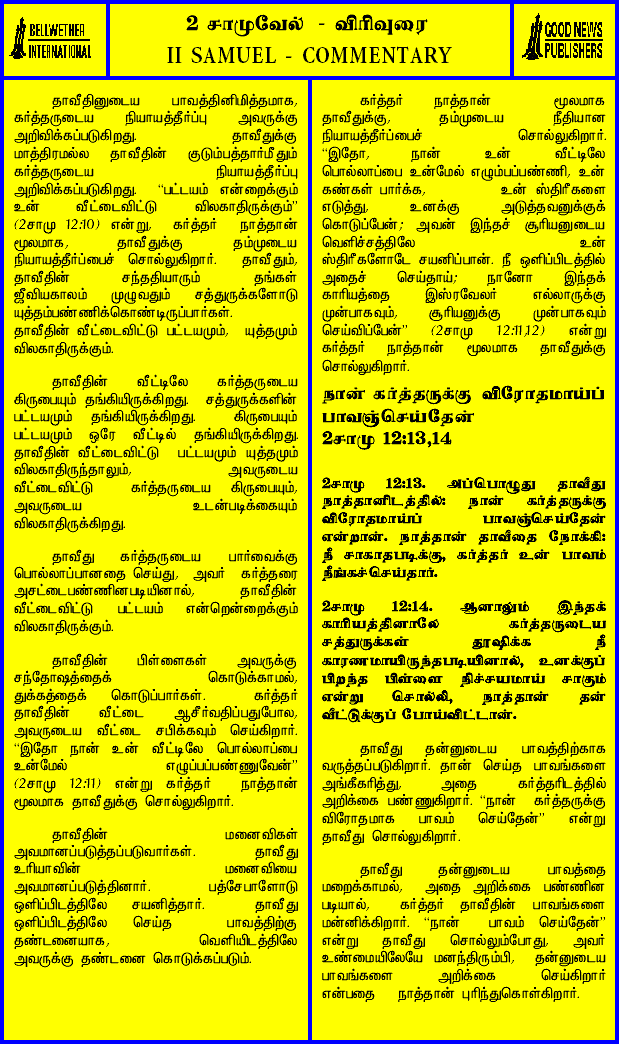 BELLWETHER
INTERNATIONAL
2 சாமுவேல் - விரிவுரை
II SAMUEL - COMMENTARY
GOOD NEWS
PUBLISHERS
தாவீதினுடைய பாவத்தினிமித்தமாக,
கர்த்தருடைய நியாயத்தீர்ப்பு அவருக்கு
அறிவிக்கப்படுகிறது. தாவீதுக்கு
மாத்திரமல்ல தாவீதின் குடும்பத்தார்மீதும்
கர்த்தருடைய நியாயத்தீர்ப்பு
அறிவிக்கப்படுகிறது. “பட்டயம் என்றைக்கும்
உன் வீட்டைவிட்டு விலகாதிருக்கும்”
(2சாமு 12:10) என்று, கர்த்தர் நாத்தான்
மூலமாக, தாவீதுக்கு தம்முடைய
நியாயத்தீர்ப்பைச் சொல்லுகிறார். தாவீதும்,
தாவீதின் சந்ததியாரும் தங்கள்
ஜீவியகாலம் முழுவதும் சத்துருக்களோடு
யுத்தம்பண்ணிக்கொண்டிருப்பார்கள்.
தாவீதின் வீட்டைவிட்டு பட்டயமும், யுத்தமும்
விலகாதிருக்கும்.
தாவீதின் வீட்டிலே கர்த்தருடைய
கிருபையும் தங்கியிருக்கிறது. சத்துருக்களின்
பட்டயமும் தங்கியிருக்கிறது. கிருபையும்
பட்டயமும் ஒரே வீட்டில் தங்கியிருக்கிறது.
தாவீதின் வீட்டைவிட்டு பட்டயமும் யுத்தமும்
விலகாதிருந்தாலும், அவருடைய
வீட்டைவிட்டு கர்த்தருடைய கிருபையும்,
அவருடைய உடன்படிக்கையும்
விலகாதிருக்கிறது.
தாவீது கர்த்தருடைய பார்வைக்கு
பொல்லாப்பானதை செய்து, அவர் கர்த்தரை
அசட்டைபண்ணினபடியினால், தாவீதின்
வீட்டைவிட்டு பட்டயம் என்றென்றைக்கும்
விலகாதிருக்கும்.
தாவீதின் பிள்ளைகள் அவருக்கு
சந்தோஷத்தைக் கொடுக்காமல்,
துக்கத்தைக் கொடுப்பார்கள். கர்த்தர்
தாவீதின் வீட்டை ஆசீர்வதிப்பதுபோல,
அவருடைய வீட்டை சபிக்கவும் செய்கிறார்.
“இதோ நான் உன் வீட்டிலே பொல்லாப்பை
உன்மேல் எழுப்பப்பண்ணுவேன்”
(2சாமு 12:11) என்று கர்த்தர் நாத்தான்
மூலமாக தாவீதுக்கு சொல்லுகிறார்.
தாவீதின் மனைவிகள்
அவமானப்படுத்தப்படுவார்கள். தாவீது
உரியாவின் மனைவியை
அவமானப்படுத்தினார். பத்சேபாளோடு
ஒளிப்பிடத்திலே சயனித்தார். தாவீது
ஒளிப்பிடத்திலே செய்த பாவத்திற்கு
தண்டனையாக, வெளியிடத்திலே
அவருக்கு தண்டனை கொடுக்கப்படும்.
கர்த்தர் நாத்தான் மூலமாக
தாவீதுக்கு, தம்முடைய நீதியான
நியாயத்தீர்ப்பைச் சொல்லுகிறார்.
“இதோ, நான் உன் வீட்டிலே
பொல்லாப்பை உன்மேல் எழும்பப்பண்ணி, உன்
கண்கள் பார்க்க, உன் ஸ்திரீகளை
எடுத்து, உனக்கு அடுத்தவனுக்குக்
கொடுப்பேன்; அவன் இந்தச் சூரியனுடைய
வெளிச்சத்திலே உன்
ஸ்திரீகளோடே சயனிப்பான். நீ ஒளிப்பிடத்தில்
அதைச் செய்தாய்; நானோ இந்தக்
காரியத்தை இஸ்ரவேலர் எல்லாருக்கு
முன்பாகவும், சூரியனுக்கு முன்பாகவும்
செய்விப்பேன்” (2சாமு 12:11,12) என்று
கர்த்தர் நாத்தான் மூலமாக தாவீதுக்கு
சொல்லுகிறார்.
நான் கர்த்தருக்கு விரோதமாய்ப்
பாவஞ்செய்தேன்
2சாமு 12:13,14
2சாமு 12:13. அப்பொழுது தாவீது
நாத்தானிடத்தில்: நான் கர்த்தருக்கு
விரோதமாய்ப் பாவஞ்செய்தேன்
என்றான். நாத்தான் தாவீதை நோக்கி:
நீ சாகாதபடிக்கு, கர்த்தர் உன் பாவம்
நீங்கச்செய்தார்.
2சாமு 12:14. ஆனாலும் இந்தக்
காரியத்தினாலே கர்த்தருடைய
சத்துருக்கள் தூஷிக்க நீ
காரணமாயிருந்தபடியினால், உனக்குப்
பிறந்த பிள்ளை நிச்சயமாய் சாகும்
என்று சொல்லி, நாத்தான் தன்
வீட்டுக்குப் போய்விட்டான்.
தாவீது தன்னுடைய பாவத்திற்காக
வருத்தப்படுகிறார். தான் செய்த பாவங்களை
அங்கீகரித்து, அதை கர்த்தரிடத்தில்
அறிக்கை பண்ணுகிறார். “நான் கர்த்தருக்கு
விரோதமாக பாவம் செய்தேன்” என்று
தாவீது சொல்லுகிறார்.
தாவீது தன்னுடைய பாவத்தை
மறைக்காமல், அதை அறிக்கை பண்ணின
படியால், கர்த்தர் தாவீதின் பாவங்களை
மன்னிக்கிறார். “நான் பாவம் செய்தேன்”
என்று தாவீது சொல்லும்போது, அவர்
உண்மையிலேயே மனந்திரும்பி, தன்னுடைய
பாவங்களை அறிக்கை செய்கிறார்
என்பதை நாத்தான் புரிந்துகொள்கிறார்.